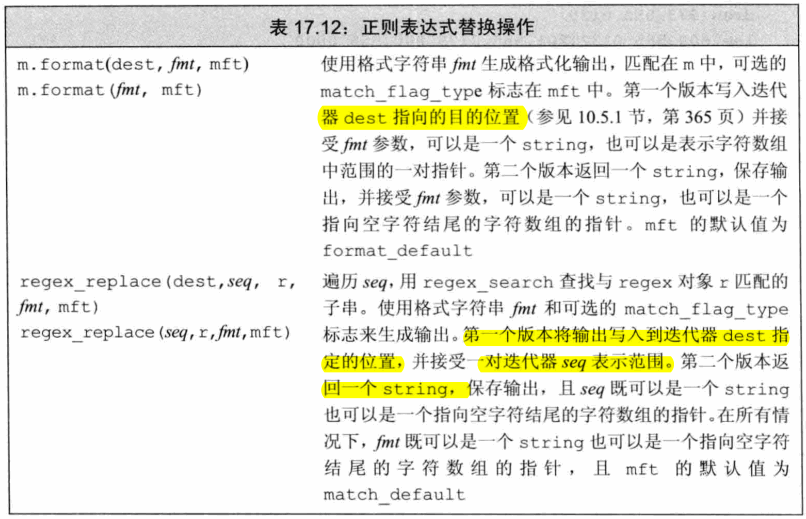 表 17.12：正则表达式替换操作
m.format(dest, fmt, mft)
m.format(fmt, mft)
使用格式字符串 fmt 生成格式化输出，匹配在 m 中，可选的
match_flag_type 标志在 mft 中。第一个版本写入迭代
器 dest 指向的目的位置（参见 10.5.1 节，第 365 页）并接
受 fmt 参数，可以是一个 string，也可以是表示字符数组
中范围的一对指针。第二个版本返回一个 string，保存输
出，并接受 fmt 参数，可以是一个 string，也可以是一个
指向空字符结尾的字符数组的指针。mft 的默认值为
format_default
regex_replace(dest,seq, r,
fmt, mft)
regex_replace(seq,r,fmt,mft)
遍历 seq，用 regex_search 查找与 regex 对象 r 匹配的
子串。使用格式字符串 fmt 和可选的 match_flag_type
标志来生成输出。第一个版本将输出写入到迭代器 dest 指
定的位置，并接受一对迭代器 seq 表示范围。第二个版本返
回一个 string，保存输出，且 seq 既可以是一个 string
也可以是一个指向空字符结尾的字符数组的指针。在所有情
况下，fmt 既可以是一个 string 也可以是一个指向空字符
结尾的字符数组的指针，且 mft 的默认值为
match_default